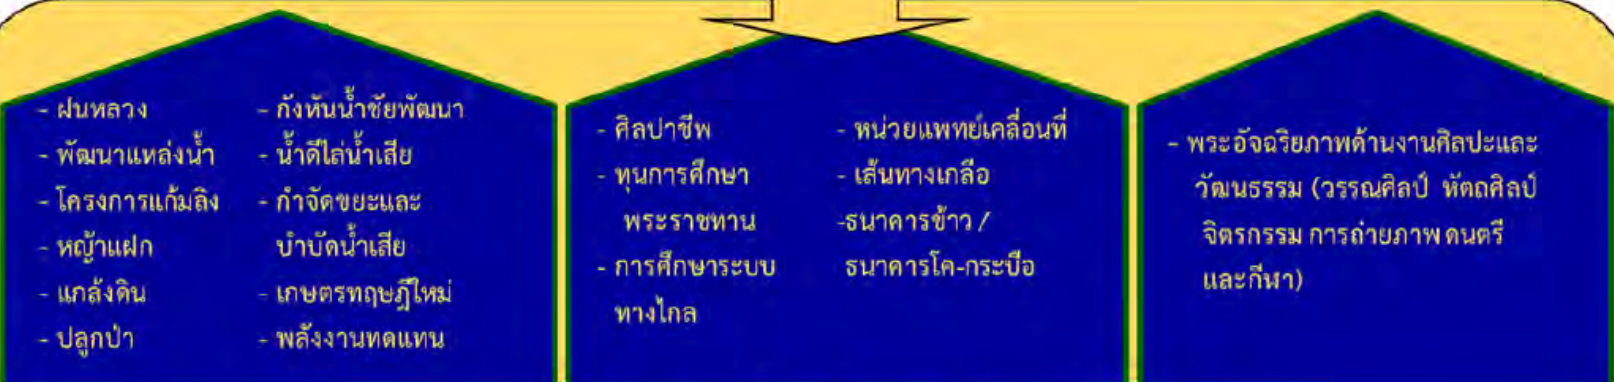 - ฝนหลวง
- พัฒนาแหล่งน้ำ
- โครงการแก้มลิง
- หญ้าแฝก
- แกล้งดิน
- ปลูกป่า
- กังหันน้ำชัยพัฒนา
- น้ำดีไล่น้ำเสีย
- กำจัดขยะและ
บำบัดน้ำเสีย
- เกษตรทฤษฎีใหม่
- พลังงานทดแทน
- ศิลปาชีพ
- ทุนการศึกษา
พระราชทาน
- การศึกษาระบบ
ทางไกล
- หน่วยแพทย์เคลื่อนที่
- เส้นทางเกลือ
-ธนาคารข้าว /
ธนาคารโค-กระบือ
- พระอัจฉริยภาพด้านงานศิลปะและ
วัฒนธรรม (วรรณศิลป์ หัตถศิลป์
จิตรกรรม การถ่ายภาพ ดนตรี
และกีฬา)